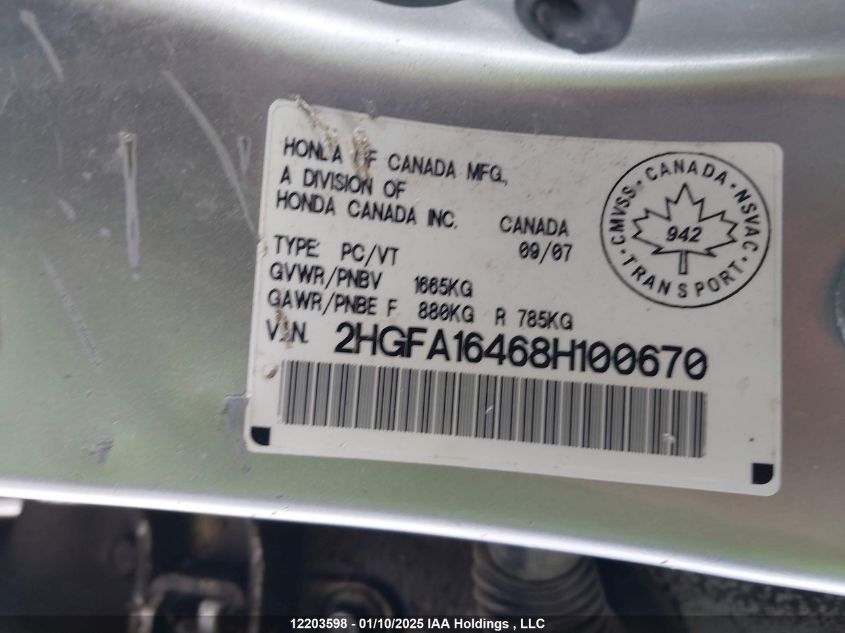 HONDA OF CANADA MFG.,
A DIVISION OF
HONDA CANADA INC.
CANADA
TYPE: PC/VT
09/07
GVWR/PNBV 1665KG
GAWR/PNBE F 880KG R 785KG
V.I.N. 2HGFA16468H100670
CMVSS · CANADA · NSVAC
942
TRANSPORT
12203598 - 01/10/2025 IAA Holdings , LLC